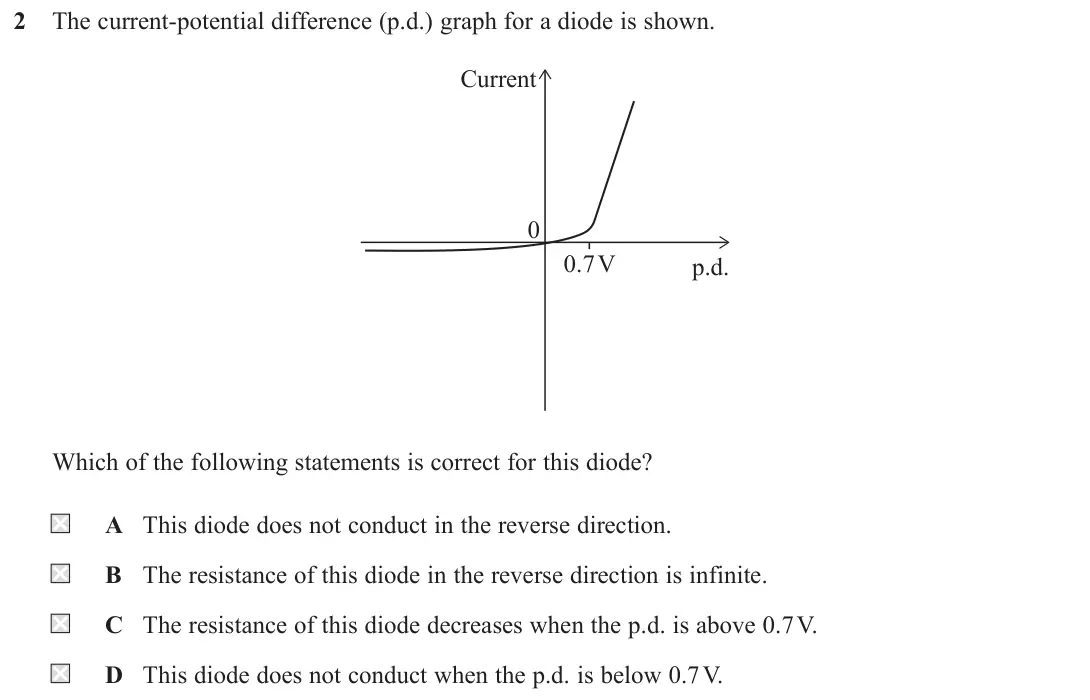 2 The current-potential difference (p.d.) graph for a diode is shown.
Current
0
0.7 V
p.d.
Which of the following statements is correct for this diode?
A This diode does not conduct in the reverse direction.
B The resistance of this diode in the reverse direction is infinite.
C The resistance of this diode decreases when the p.d. is above 0.7 V.
D This diode does not conduct when the p.d. is below 0.7 V.